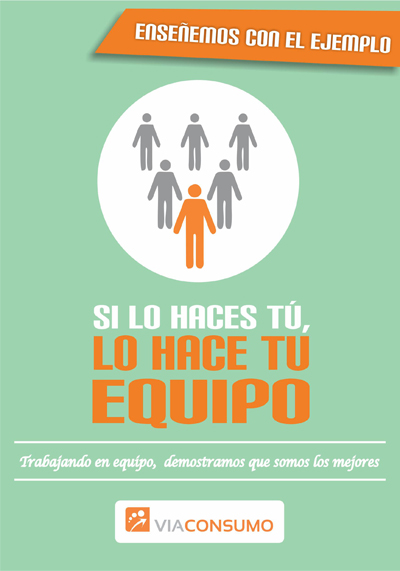 ENSEÑEMOS CON EL EJEMPLO
SI LO HACES TÚ,
LO HACE TU
EQUIPO
Trabajando en equipo, demostramos que somos los mejores
VIACONSUMO